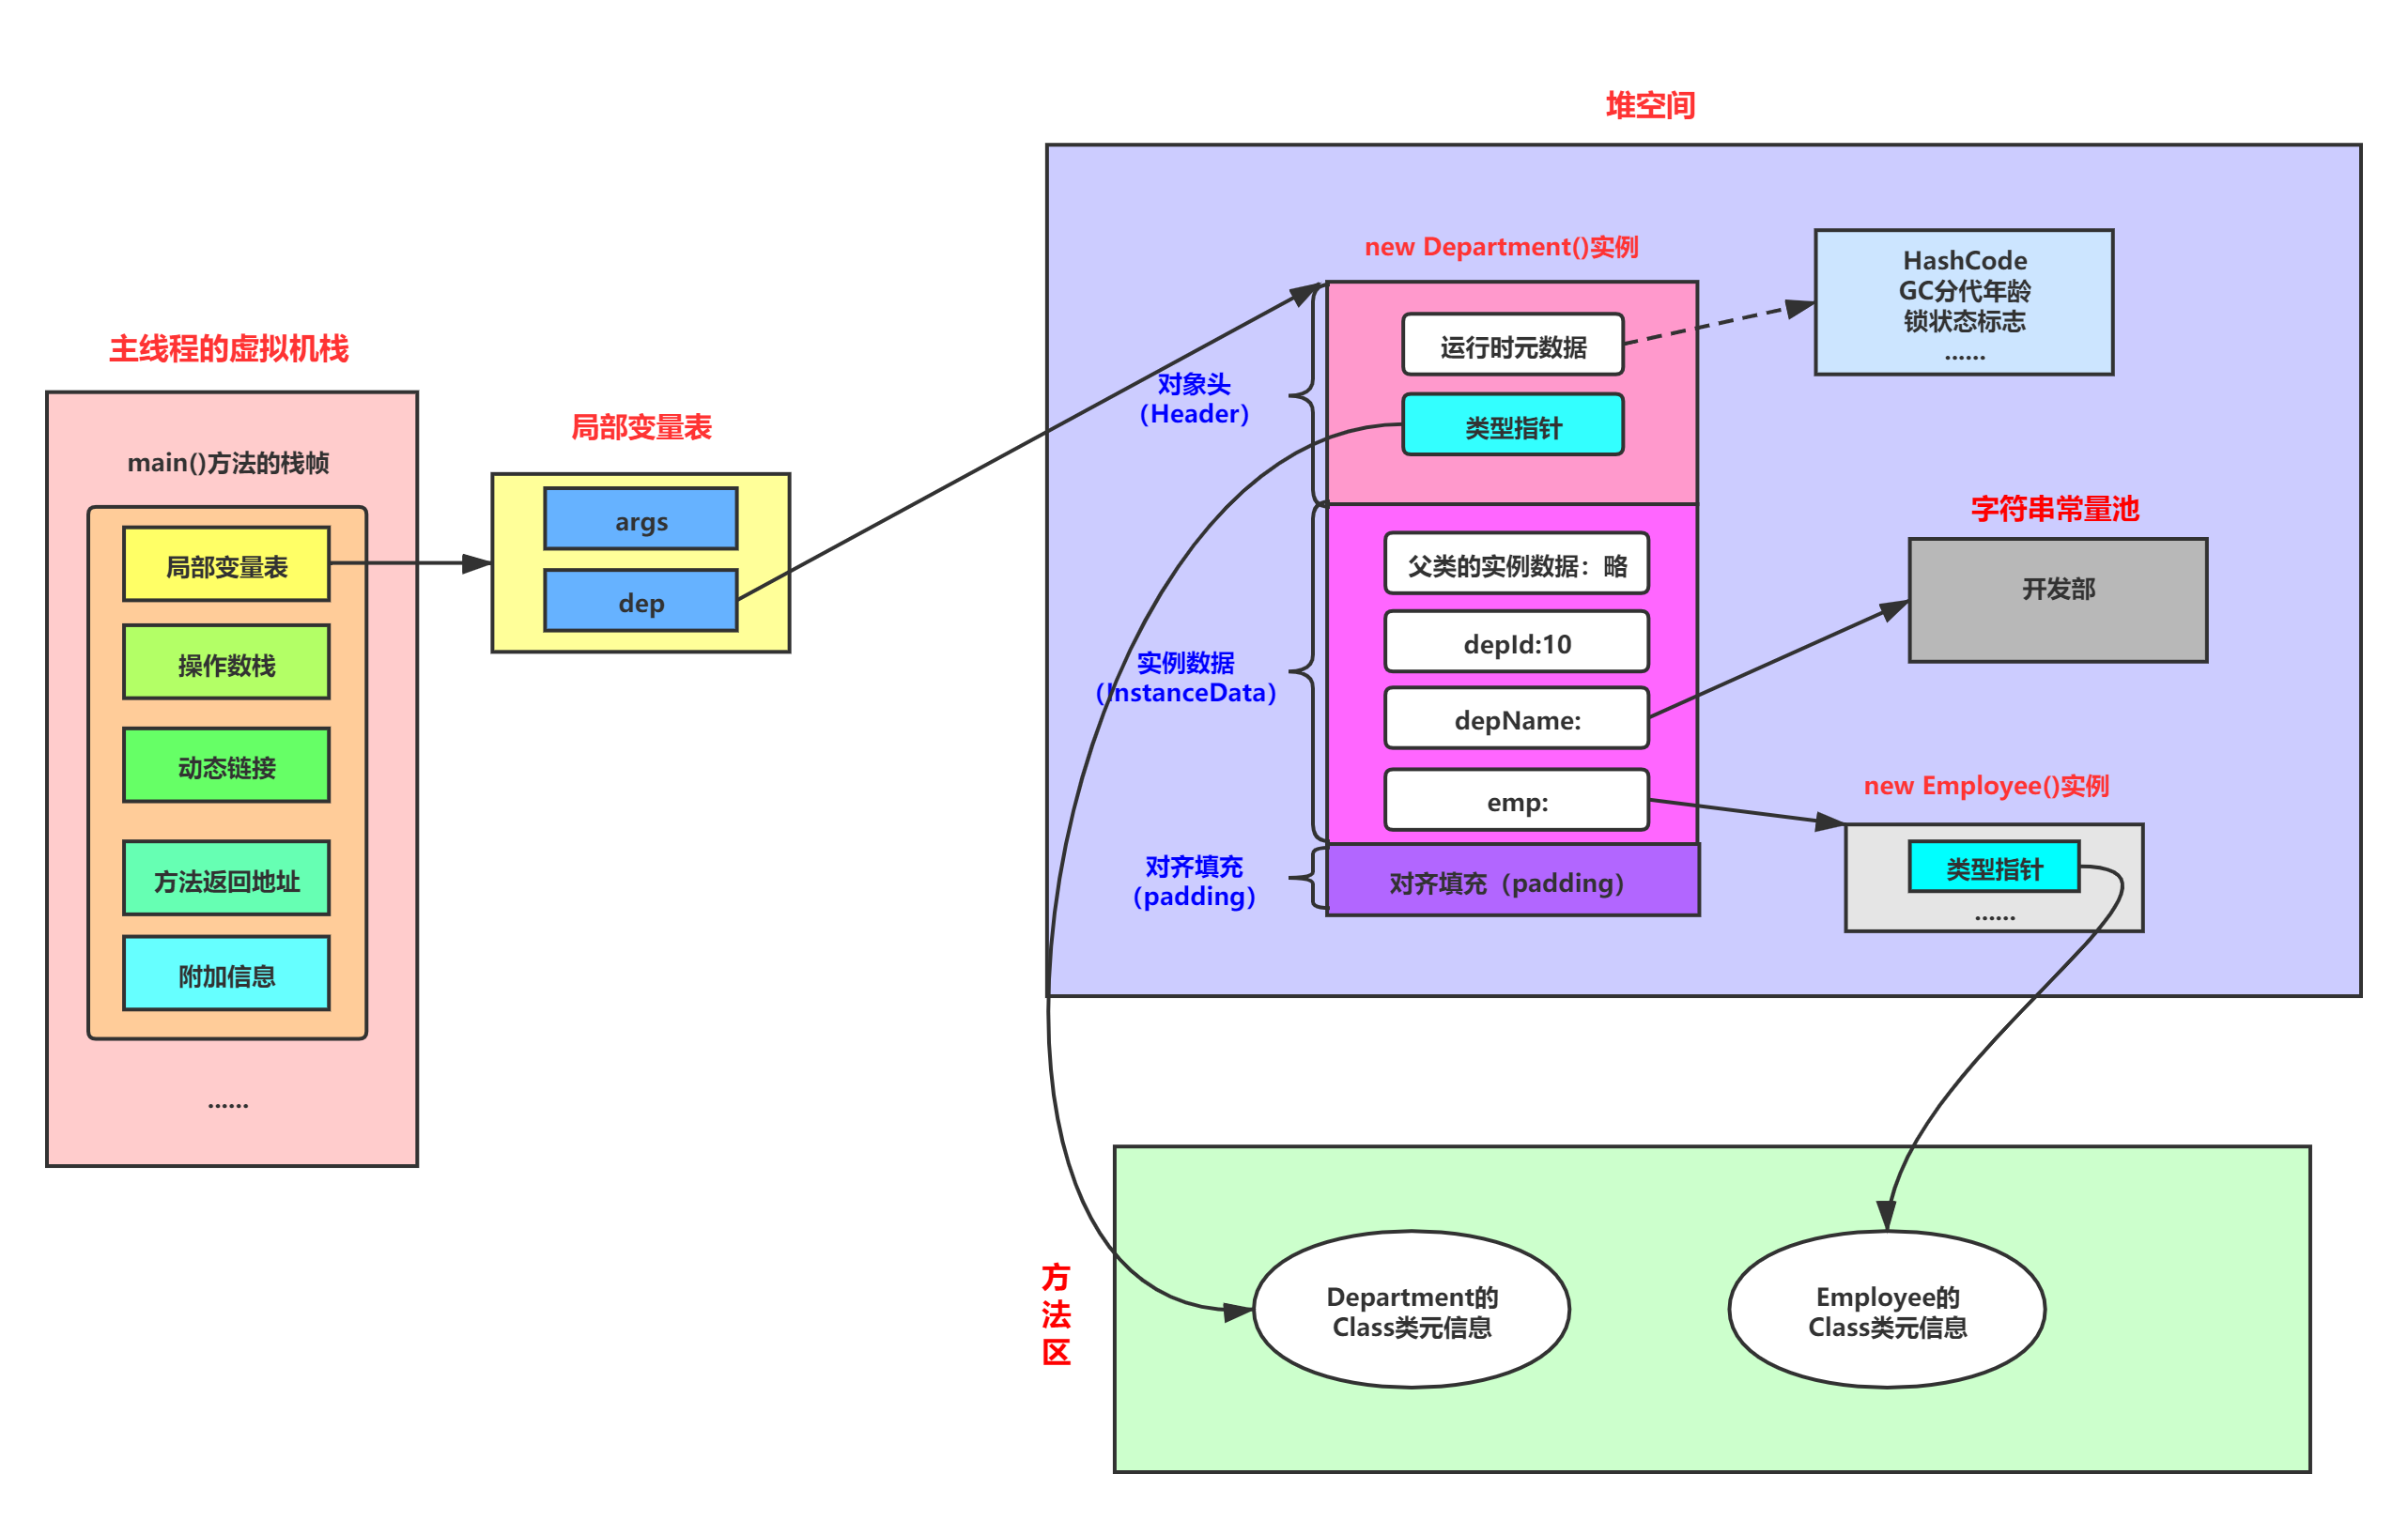 堆空间
主线程的虚拟机栈
main()方法的栈帧
局部变量表
操作数栈
动态链接
方法返回地址
附加信息
......
局部变量表
args
dep
new Department()实例
对象头
（Header）
运行时元数据
类型指针
HashCode
GC分代年龄
锁状态标志
......
实例数据
（InstanceData）
父类的实例数据：略
depId:10
depName:
emp:
对齐填充
（padding）
对齐填充（padding）
字符串常量池
开发部
new Employee()实例
类型指针
......
方
法
区
Department的
Class类元信息
Employee的
Class类元信息